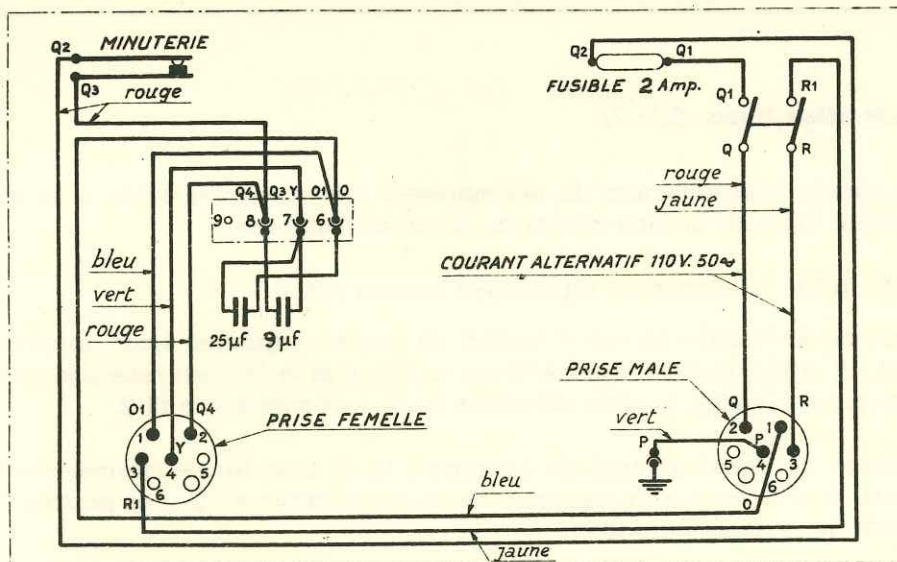 Q2 MINUTERIE
Q3
rouge
Q2 Q1
FUSIBLE 2 Amp.
Q1 R1
Q R
rouge
jaune
Q4 Q3 Y O1 O
9 8 7 6
bleu
vert
rouge
25µf 9µf
COURANT ALTERNATIF 110V. 50~
PRISE MALE
O1 Q4
PRISE FEMELLE
1 2
3 Y 4 5
6
R1
vert
Q R
P
2 1
P
5 4 3
6
O
bleu
jaune